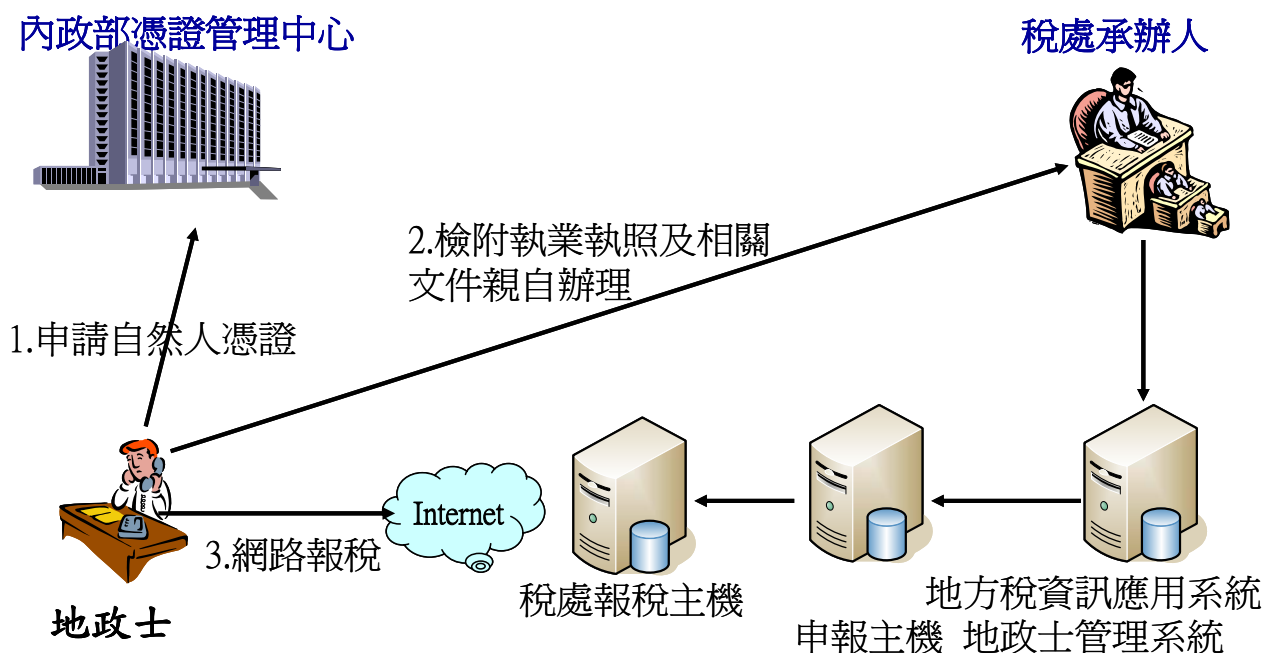 內政部憑證管理中心
稅處承辦人
2.檢附執業執照及相關
文件親自辦理
1.申請自然人憑證
Internet
3.網路報稅
地政士
稅處報稅主機
地方稅資訊應用系統
申報主機 地政士管理系統